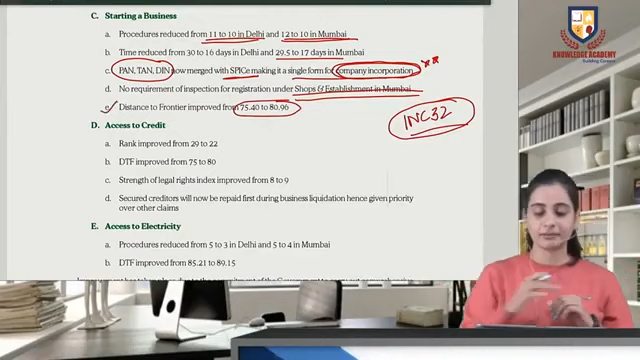 C. Starting a Business
a. Procedures reduced from 11 to 10 in Delhi and 12 to 10 in Mumbai
b. Time reduced from 30 to 16 days in Delhi and 29.5 to 17 days in Mumbai
c. PAN, TAN, DIN now merged with SPICe making it a single form for company incorporation
d. No requirement of inspection for registration under Shops & Establishment in Mumbai
e. Distance to Frontier improved from 75.40 to 80.96
INC32
D. Access to Credit
a. Rank improved from 29 to 22
b. DTF improved from 75 to 80
c. Strength of legal rights index improved from 8 to 9
d. Secured creditors will now be repaid first during business liquidation hence given priority
over other claims
E. Access to Electricity
a. Procedures reduced from 5 to 3 in Delhi and 5 to 4 in Mumbai
b. DTF improved from 85.21 to 89.15
KNOWLEDGE ACADEMY
Building Careers